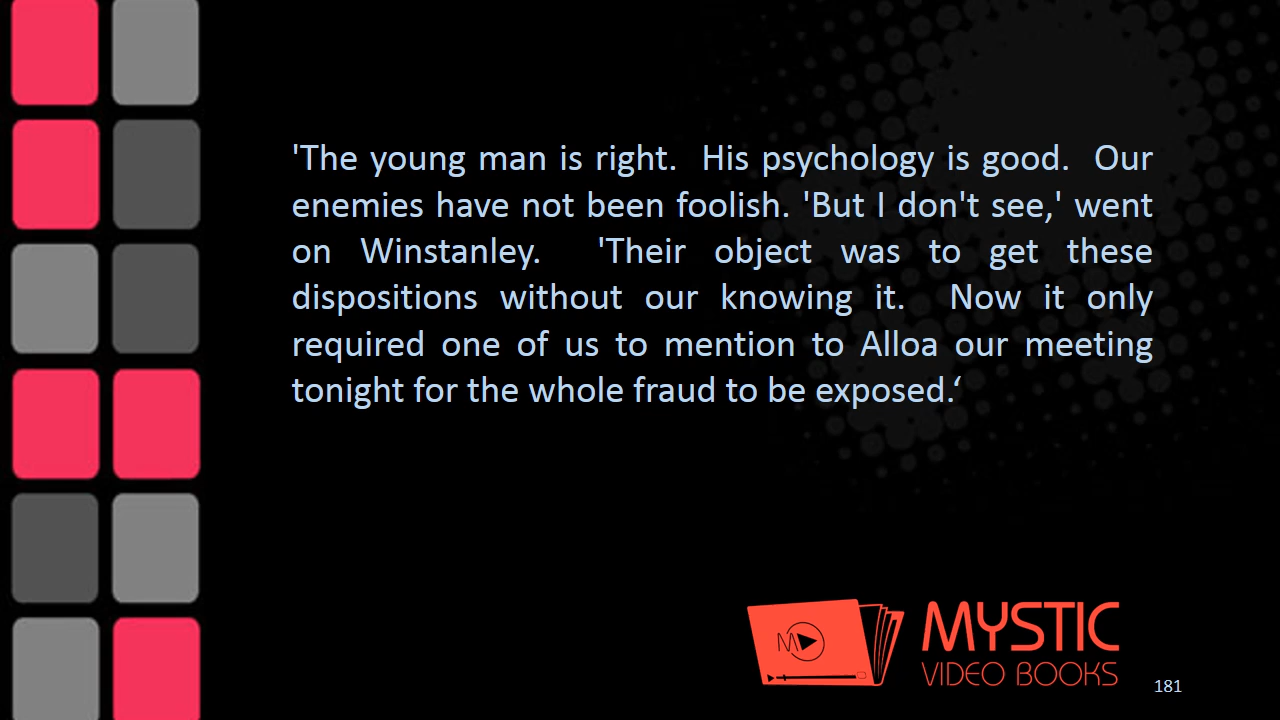 'The young man is right.  His psychology is good.  Our
enemies have not been foolish. 'But I don't see,' went
on Winstanley.  'Their object was to get these
dispositions without our knowing it.  Now it only
required one of us to mention to Alloa our meeting
tonight for the whole fraud to be exposed.‘
M
MYSTIC
VIDEO BOOKS
181